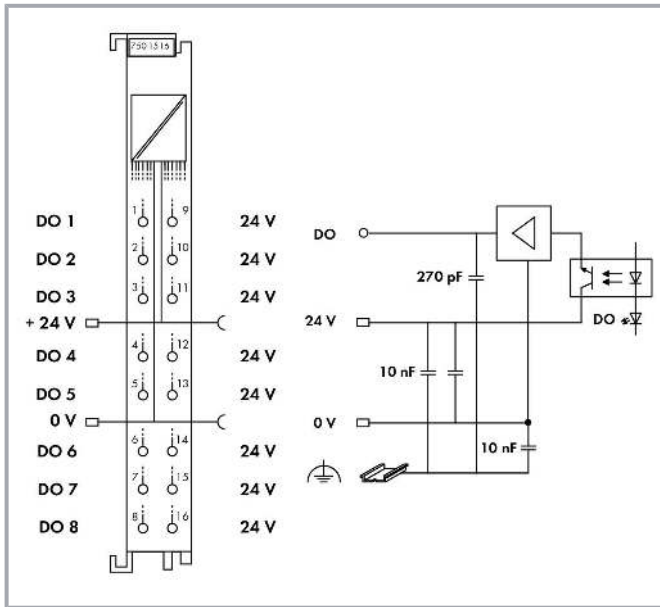 750 1516
DO 1 1 9 24 V
DO 2 2 10 24 V
DO 3 3 11 24 V
+ 24 V
DO 4 4 12 24 V
DO 5 5 13 24 V
0 V
DO 6 6 14 24 V
DO 7 7 15 24 V
DO 8 8 16 24 V
DO
270 pF
24 V
DO
10 nF
0 V
10 nF